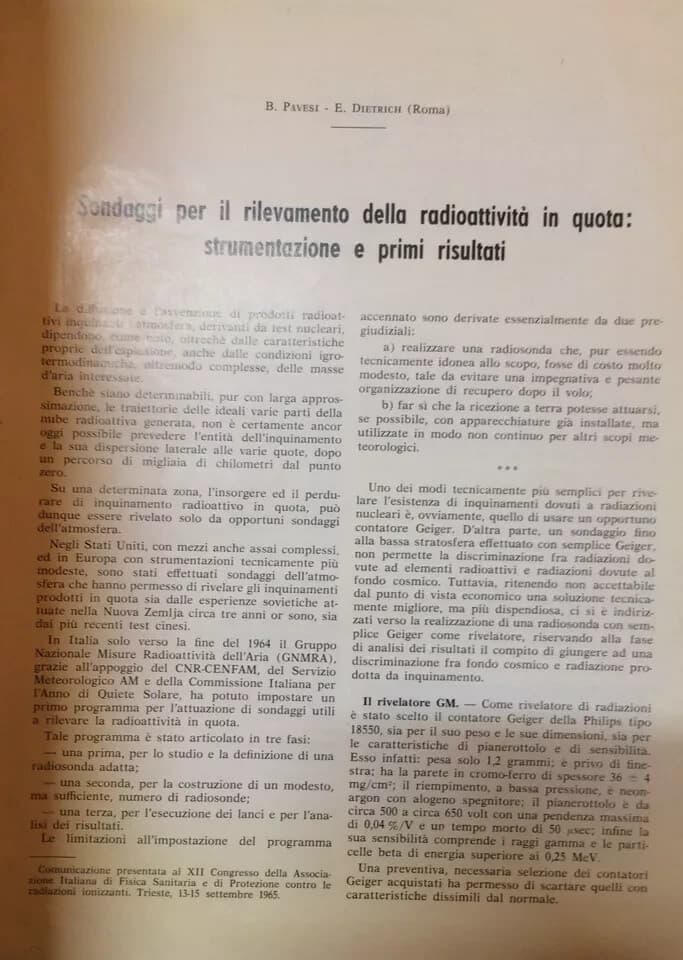 B. PAVESI - E. DIETRICH (Roma)
Sondaggi per il rilevamento della radioattività in quota:
strumentazione e primi risultati
La diffusione e l'avvenzione di prodotti radioat-
tivi inquinanti l'atmosfera, derivanti da test nucleari,
dipendono, come noto, oltreché dalle caratteristiche
proprie dell'esplosione, anche dalle condizioni igro-
termodinamiche, oltremodo complesse, delle masse
d'aria interessate.
Benchè siano determinabili, pur con larga appros-
simazione, le traiettorie delle ideali varie parti della
nube radioattiva generata, non è certamente ancor
oggi possibile prevedere l'entità dell'inquinamento
e la sua dispersione laterale alle varie quote, dopo
un percorso di migliaia di chilometri dal punto
zero.
Su una determinata zona, l'insorgere ed il perdu-
rare di inquinamento radioattivo in quota, può
dunque essere rivelato solo da opportuni sondaggi
dell'atmosfera.
Negli Stati Uniti, con mezzi anche assai complessi,
ed in Europa con strumentazioni tecnicamente più
modeste, sono stati effettuati sondaggi dell'atmo-
sfera che hanno permesso di rivelare gli inquinamenti
prodotti in quota sia dalle esperienze sovietiche at-
tuate nella Nuova Zemlja circa tre anni or sono, sia
dai più recenti test cinesi.
In Italia solo verso la fine del 1964 il Gruppo
Nazionale Misure Radioattività dell'Aria (GNMRA),
grazie all'appoggio del CNR-CENFAM, del Servizio
Meteorologico AM e della Commissione Italiana per
l'Anno di Quiete Solare, ha potuto impostare un
primo programma per l'attuazione di sondaggi utili
a rilevare la radioattività in quota.
Tale programma è stato articolato in tre fasi:
— una prima, per lo studio e la definizione di una
radiosonda adatta;
— una seconda, per la costruzione di un modesto,
ma sufficiente, numero di radiosonde;
— una terza, per l'esecuzione dei lanci e per l'ana-
lisi dei risultati.
Le limitazioni all'impostazione del programma
Comunicazione presentata al XII Congresso della Associa-
zione Italiana di Fisica Sanitaria e di Protezione contro le
radiazioni ionizzanti. Trieste, 13-15 settembre 1965.
accennato sono derivate essenzialmente da due pre-
giudiziali:
a) realizzare una radiosonda che, pur essendo
tecnicamente idonea allo scopo, fosse di costo molto
modesto, tale da evitare una impegnativa e pesante
organizzazione di recupero dopo il volo;
b) far sì che la ricezione a terra potesse attuarsi,
se possibile, con apparecchiature già installate, ma
utilizzate in modo non continuo per altri scopi me-
teorologici.
***
Uno dei modi tecnicamente più semplici per rive-
lare l'esistenza di inquinamenti dovuti a radiazioni
nucleari è, ovviamente, quello di usare un opportuno
contatore Geiger. D'altra parte, un sondaggio fino
alla bassa stratosfera effettuato con semplice Geiger,
non permette la discriminazione fra radiazioni do-
vute ad elementi radioattivi e radiazioni dovute al
fondo cosmico. Tuttavia, ritenendo non accettabile
dal punto di vista economico una soluzione tecnica-
mente migliore, ma più dispendiosa, ci si è indiriz-
zati verso la realizzazione di una radiosonda con sem-
plice Geiger come rivelatore, riservando alla fase
di analisi dei risultati il compito di giungere ad una
discriminazione fra fondo cosmico e radiazione pro-
dotta da inquinamento.
Il rivelatore GM. — Come rivelatore di radiazioni
è stato scelto il contatore Geiger della Philips tipo
18550, sia per il suo peso e le sue dimensioni, sia per
le caratteristiche di pianerottolo e di sensibilità.
Esso infatti: pesa solo 1,2 grammi; è privo di fine-
stra; ha la parete in cromo-ferro di spessore 36 ± 4
mg/cm²; il riempimento, a bassa pressione, è neon-
argon con alogeno spegnitore; il pianerottolo è da
circa 500 a circa 650 volt con una pendenza massima
di 0,04 %/V e un tempo morto di 50 μsec; infine la
sua sensibilità comprende i raggi gamma e le parti-
celle beta di energia superiore ai 0,25 MeV.
Una preventiva, necessaria selezione dei contatori
Geiger acquistati ha permesso di scartare quelli con
caratteristiche dissimili dal normale.